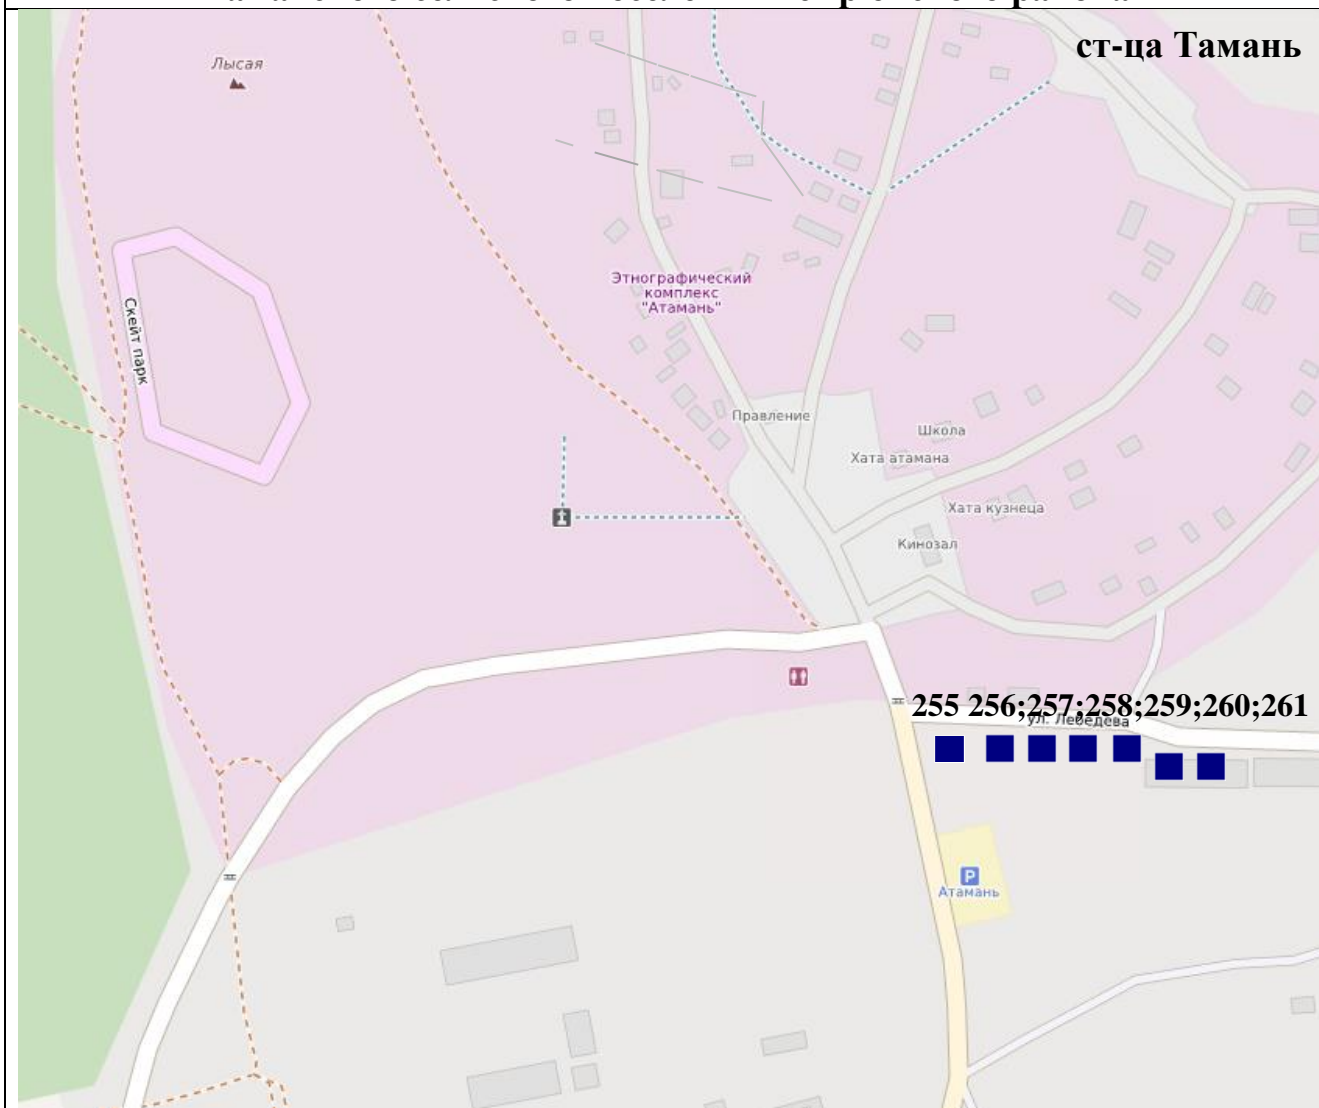 ст-ца Тамань
Лысая
Этнографический
комплекс
"Атамань"
Скейт парк
Правление
Школа
Хата атамана
Хата кузнеца
Кинозал
255 256;257;258;259;260;261
ул. Лебедева
P
Атамань